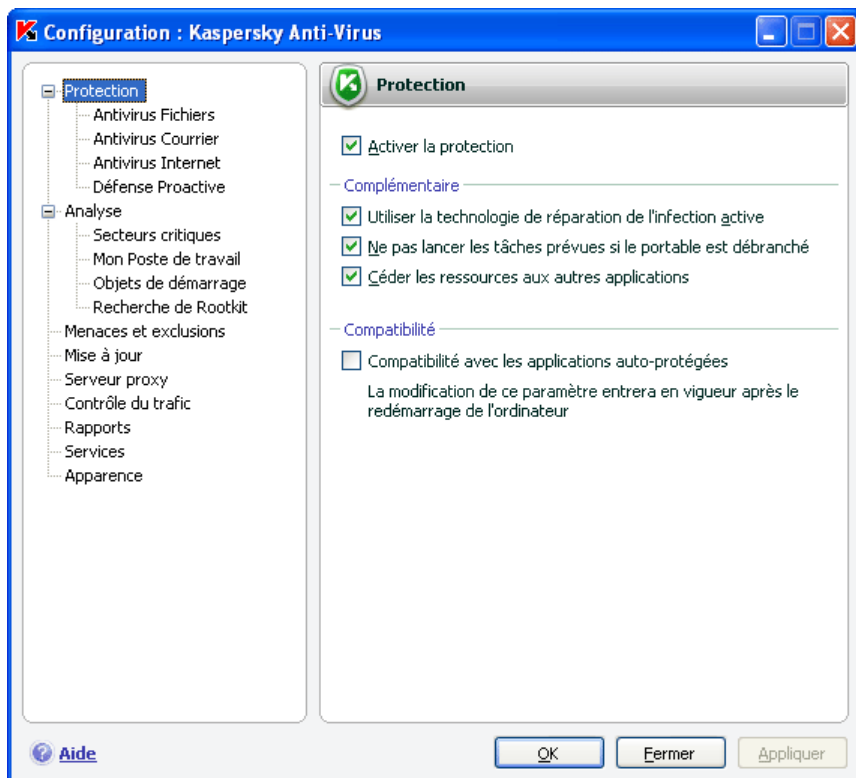 Configuration : Kaspersky Anti-Virus
Protection
Antivirus Fichiers
Antivirus Courrier
Antivirus Internet
Défense Proactive
Analyse
Secteurs critiques
Mon Poste de travail
Objets de démarrage
Recherche de Rootkit
Menaces et exclusions
Mise à jour
Serveur proxy
Contrôle du trafic
Rapports
Services
Apparence
Protection
Activer la protection
Complémentaire
Utiliser la technologie de réparation de l'infection active
Ne pas lancer les tâches prévues si le portable est débranché
Céder les ressources aux autres applications
Compatibilité
Compatibilité avec les applications auto-protégées
La modification de ce paramètre entrera en vigueur après le
redémarrage de l'ordinateur
Aide
OK
Fermer
Appliquer